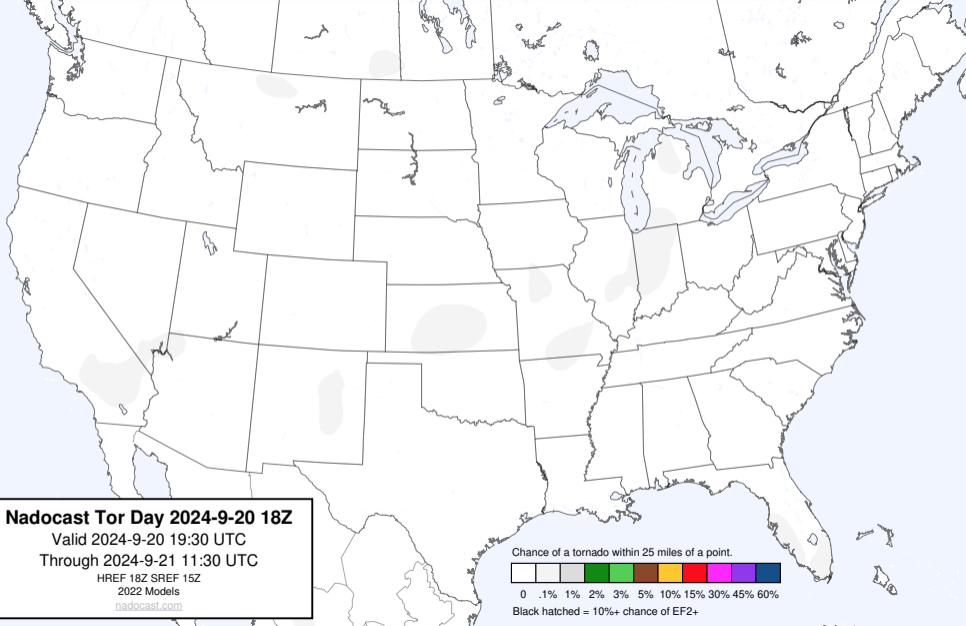 Nadocast Tor Day 2024-9-20 18Z
Valid 2024-9-20 19:30 UTC
Through 2024-9-21 11:30 UTC
HREF 18Z SREF 15Z
2022 Models
nadocast.com
Chance of a tornado within 25 miles of a point.
0 .1% 1% 2% 3% 5% 10% 15% 30% 45% 60%
Black hatched = 10%+ chance of EF2+